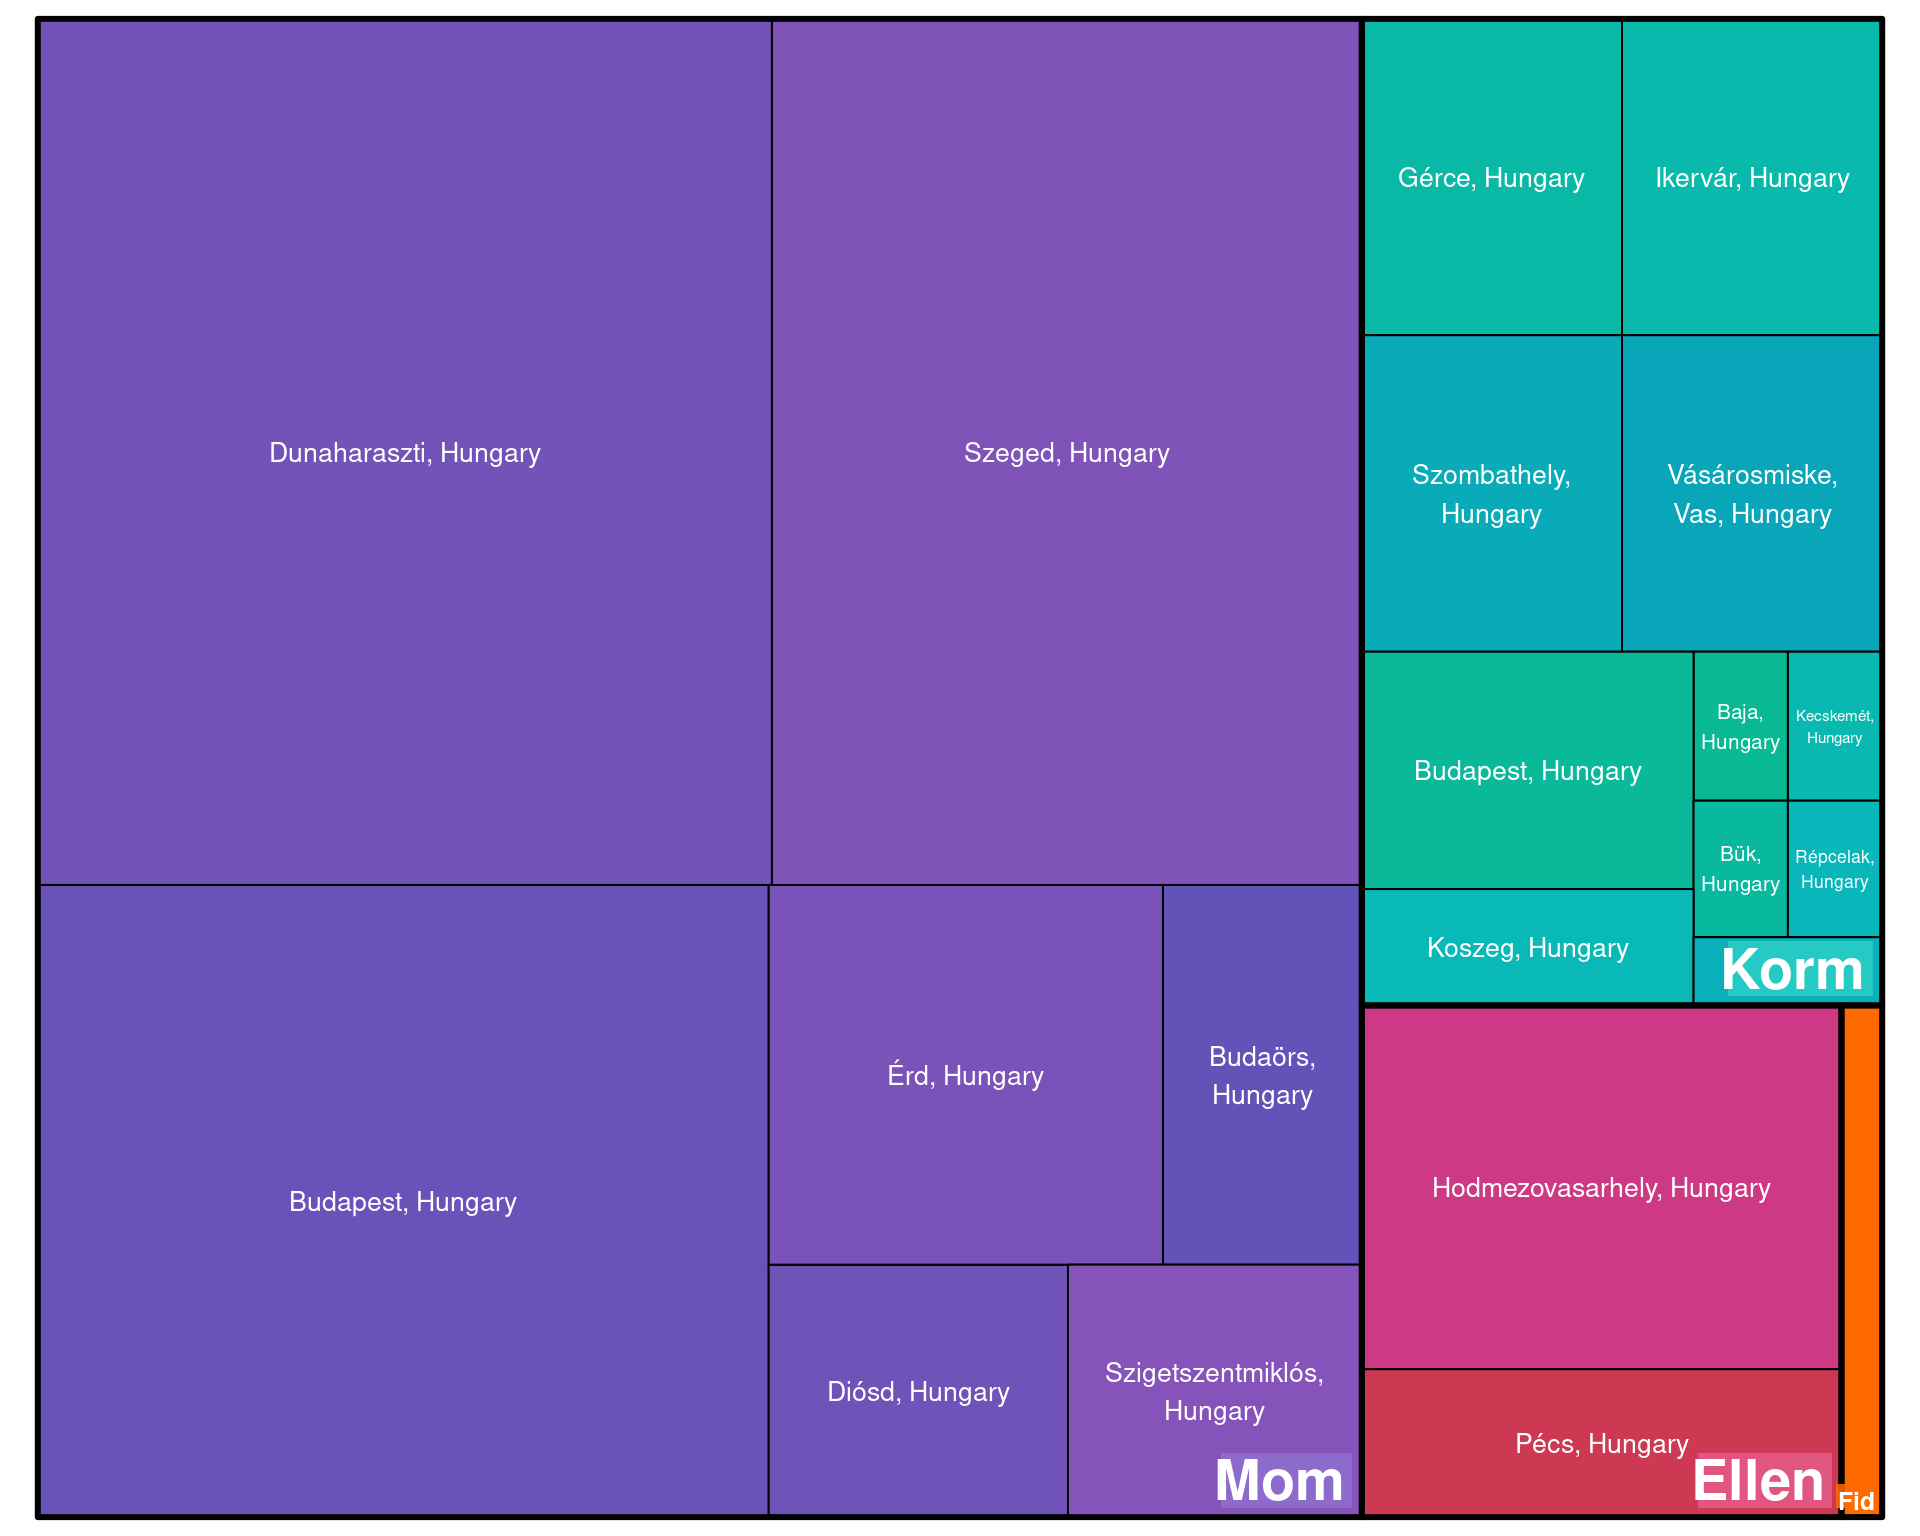 Dunaharaszti, Hungary
Szeged, Hungary
Budapest, Hungary
Érd, Hungary
Budaörs,
Hungary
Diósd, Hungary
Szigetszentmiklós,
Hungary
Mom
Gérce, Hungary
Ikervár, Hungary
Szombathely,
Hungary
Vásárosmiske,
Vas, Hungary
Budapest, Hungary
Baja,
Hungary
Kecskemét,
Hungary
Bük,
Hungary
Répcelak,
Hungary
Koszeg, Hungary
Korm
Hodmezovasarhely, Hungary
Pécs, Hungary
Ellen
Fid